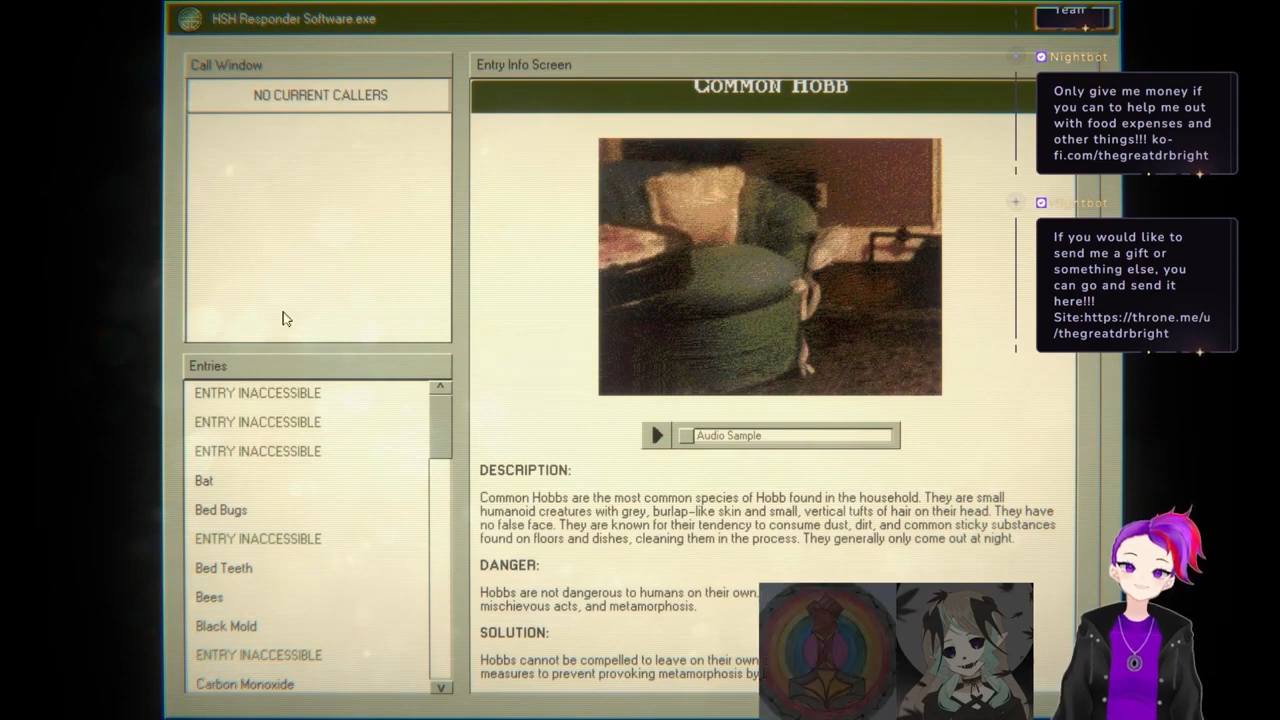 HSH Responder Software.exe
Call Window
NO CURRENT CALLERS
Entries
ENTRY INACCESSIBLE
ENTRY INACCESSIBLE
ENTRY INACCESSIBLE
Bat
Bed Bugs
ENTRY INACCESSIBLE
Bed Teeth
Bees
Black Mold
ENTRY INACCESSIBLE
Carbon Monoxide
Entry Info Screen
COMMON HOBB
Audio Sample
DESCRIPTION:
Common Hobbs are the most common species of Hobb found in the household. They are small
humanoid creatures with grey, burlap-like skin and small, vertical tufts of hair on their head. They have
no false face. They are known for their tendency to consume dust, dirt, and common sticky substances
found on floors and dishes, cleaning them in the process. They generally only come out at night.
DANGER:
Hobbs are not dangerous to humans on their own.
mischievous acts, and metamorphosis.
SOLUTION:
Hobbs cannot be compelled to leave on their own
measures to prevent provoking metamorphosis by
Yeah
Nightbot
Only give me money if
you can to help me out
with food expenses and
other things!!! ko-
fi.com/thegreatdrbright
Nightbot
If you would like to
send me a gift or
something else, you
can go and send it
here!!!
Site:https://throne.me/u
/thegreatdrbright